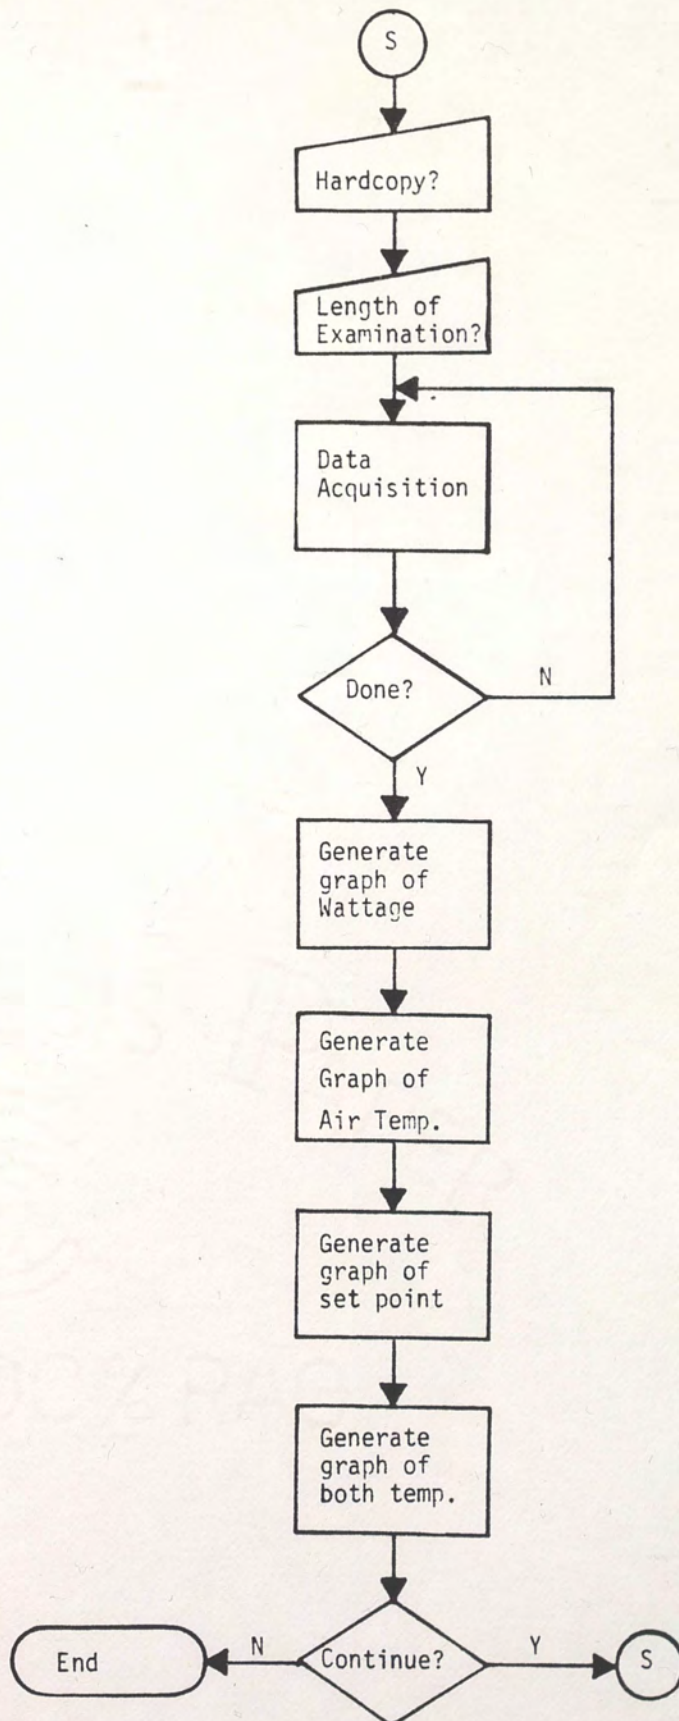 S
Hardcopy?
Length of
Examination?
Data
Acquisition
Done?
N
Y
Generate
graph of
Wattage
Generate
Graph of
Air Temp.
Generate
graph of
set point
Generate
graph of
both temp.
End
N
Continue?
Y
S